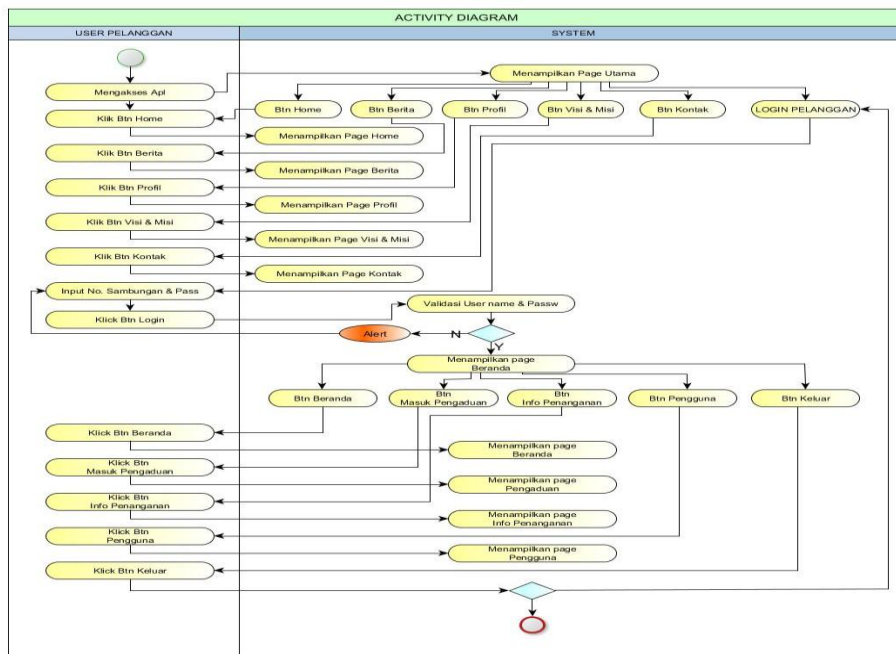 ACTIVITY DIAGRAM
USER PELANGGAN
SYSTEM
Menampilkan Page Utama
Mengakses Apl
Btn Home
Btn Berita
Btn Profil
Btn Visi & Misi
Btn Kontak
LOGIN PELANGGAN
Klik Btn Home
Menampilkan Page Home
Klik Btn Berita
Menampilkan Page Berita
Klik Btn Profil
Menampilkan Page Profil
Klik Btn Visi & Misi
Menampilkan Page Visi & Misi
Klik Btn Kontak
Menampilkan Page Kontak
Input No. Sambungan & Pass
Validasi User name & Passw
Klick Btn Login
Alert
N
Y
Menampilkan page
Beranda
Btn Beranda
Btn
Masuk Pengaduan
Btn
Info Penanganan
Btn Pengguna
Btn Keluar
Klick Btn Beranda
Menampilkan page
Beranda
Klick Btn
Masuk Pengaduan
Menampilkan page
Pengaduan
Klick Btn
Info Penanganan
Menampilkan page
Info Penanganan
Klick Btn
Pengguna
Menampilkan page
Pengguna
Klick Btn Keluar